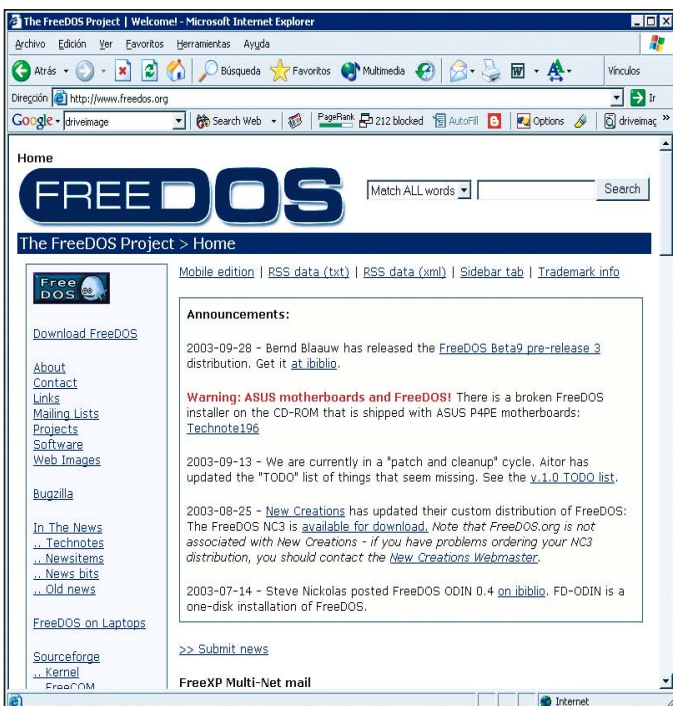 The FreeDOS Project | Welcome! - Microsoft Internet Explorer
Archivo Edición Ver Favoritos Herramientas Ayuda
Atrás Búsqueda Favoritos Multimedia Vínculos
Dirección http://www.freedos.org Ir
Google driveimage Search Web PageRank 212 blocked AutoFill Options driveimag »
Home
FREEDOS
Match ALL words Search
The FreeDOS Project > Home
Free
DOS
Mobile edition | RSS data (txt) | RSS data (xml) | Sidebar tab | Trademark info
Download FreeDOS
About
Contact
Links
Mailing Lists
Projects
Software
Web Images
Bugzilla
In The News
.. Technotes
.. Newsitems
.. News bits
.. Old news
FreeDOS on Laptops
Sourceforge
.. Kernel
.. FreeCOM
Announcements:
2003-09-28 - Bernd Blaauw has released the FreeDOS Beta9 pre-release 3
distribution. Get it at ibiblio.
Warning: ASUS motherboards and FreeDOS! There is a broken FreeDOS
installer on the CD-ROM that is shipped with ASUS P4PE motherboards:
Technote196
2003-09-13 - We are currently in a "patch and cleanup" cycle. Aitor has
updated the "TODO" list of things that seem missing. See the v.1.0 TODO list.
2003-08-25 - New Creations has updated their custom distribution of FreeDOS:
The FreeDOS NC3 is available for download. Note that FreeDOS.org is not
associated with New Creations - if you have problems ordering your NC3
distribution, you should contact the New Creations Webmaster.
2003-07-14 - Steve Nickolas posted FreeDOS ODIN 0.4 on ibiblio. FD-ODIN is a
one-disk installation of FreeDOS.
>> Submit news
FreeXP Multi-Net mail
Internet